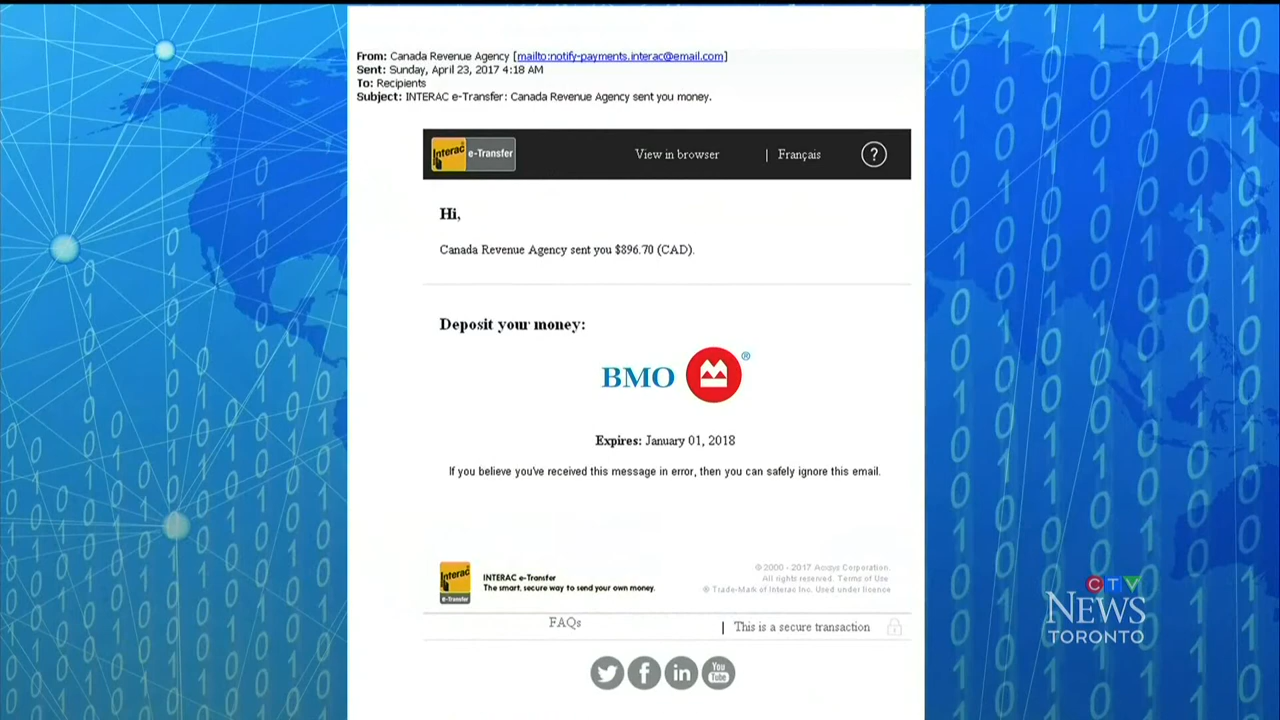 From: Canada Revenue Agency [mailto:notify-payments.interac@email.com]
Sent: Sunday, April 23, 2017 4:18 AM
To: Recipients
Subject: INTERAC e-Transfer: Canada Revenue Agency sent you money.
Interac e-Transfer
View in browser | Français ?
Hi,
Canada Revenue Agency sent you $896.70 (CAD).
Deposit your money:
BMO ®
Expires: January 01, 2018
If you believe you've received this message in error, then you can safely ignore this email.
Interac
e-Transfer
INTERAC e-Transfer
The smart, secure way to send your own money.
© 2000 - 2017 Acxsys Corporation.
All rights reserved. Terms of Use
® Trade-Mark of Interac Inc. Used under licence
FAQs | This is a secure transaction
in You Tube
CTV
NEWS
TORONTO